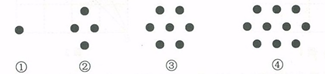 ① ② ③ ④